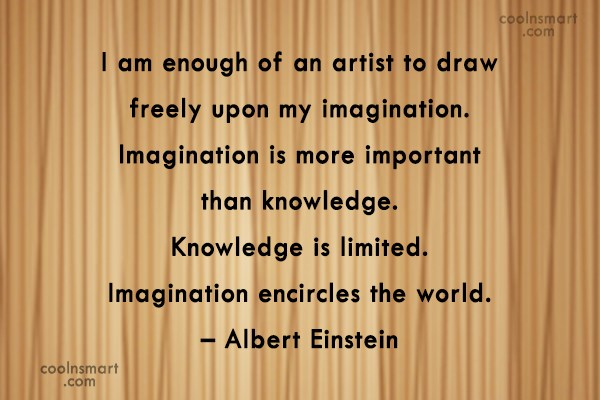 coolnsmart
.com
I am enough of an artist to draw
freely upon my imagination.
Imagination is more important
than knowledge.
Knowledge is limited.
Imagination encircles the world.
– Albert Einstein
coolnsmart
.com